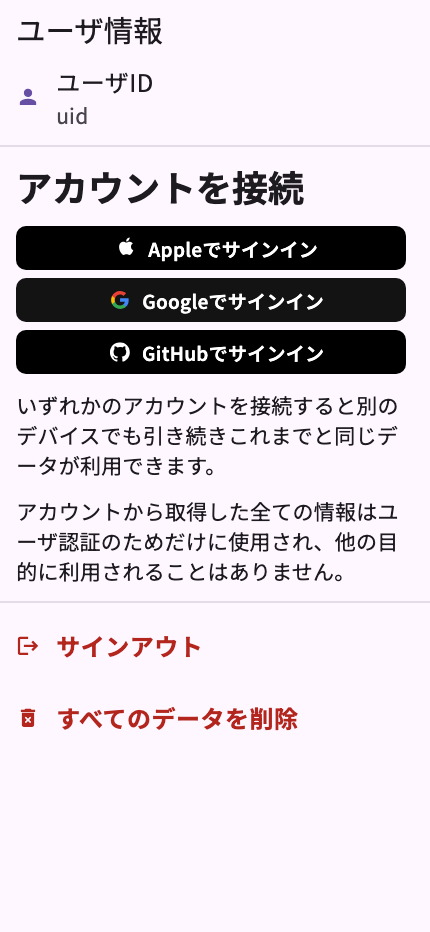 ユーザ情報
ユーザID
uid
アカウントを接続
Appleでサインイン
Googleでサインイン
GitHubでサインイン
いずれかのアカウントを接続すると別の
デバイスでも引き続きこれまでと同じデ
ータが利用できます。
アカウントから取得した全ての情報はユ
ーザ認証のためだけに使用され、他の目
的に利用されることはありません。
サインアウト
すべてのデータを削除